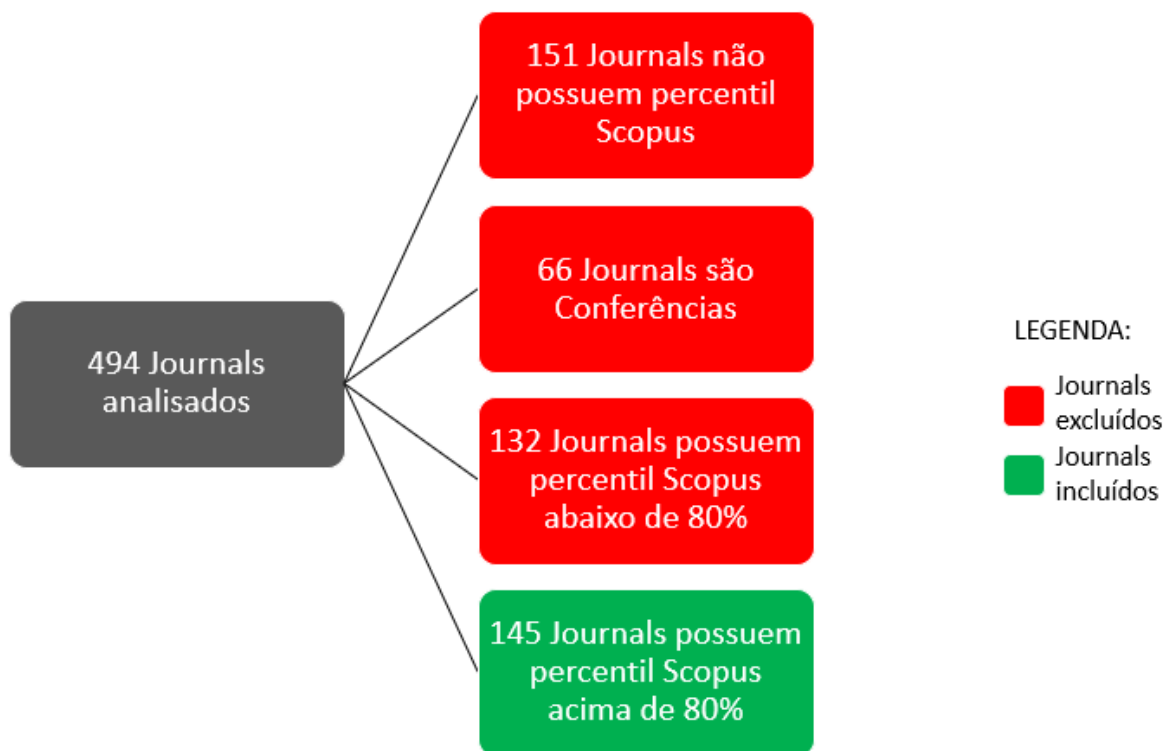 151 Journals não
possuem percentil
Scopus
66 Journals são
Conferências
494 Journals
analisados
132 Journals possuem
percentil Scopus
abaixo de 80%
145 Journals possuem
percentil Scopus
acima de 80%
LEGENDA:
Journals
excluídos
Journals
incluídos